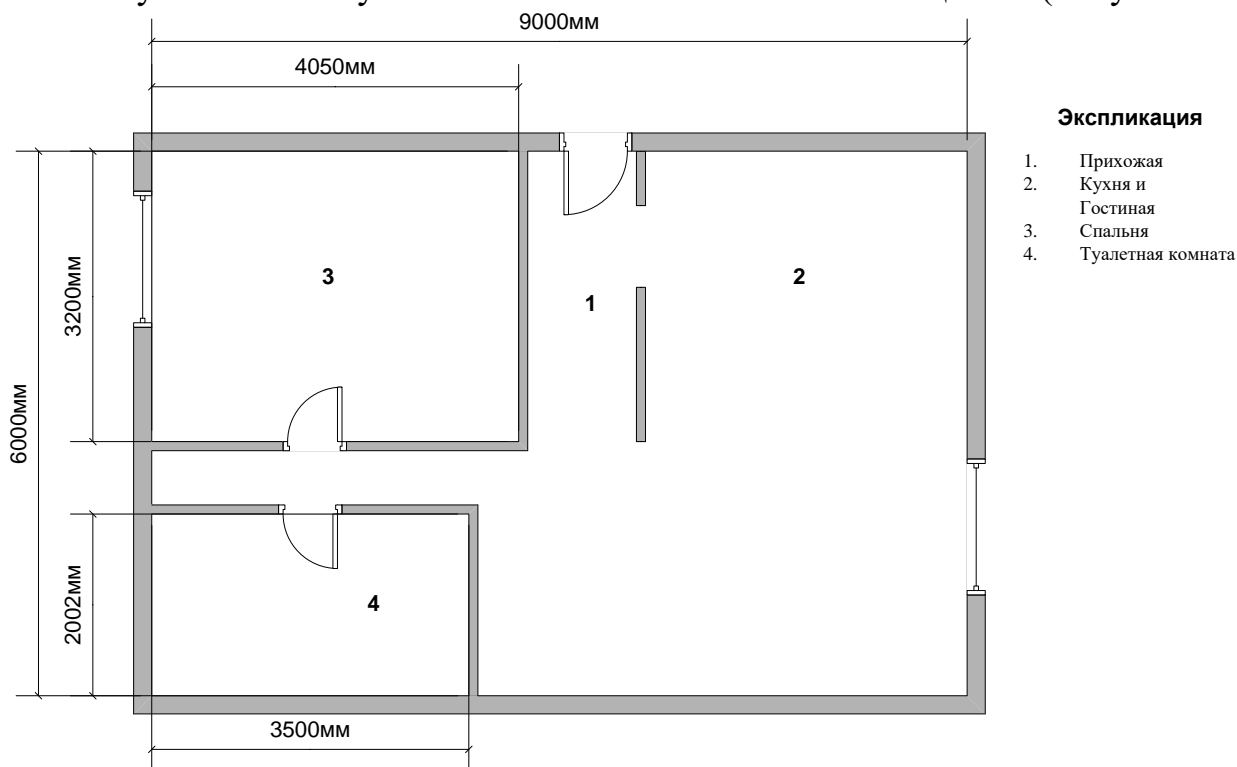 9000мм
4050мм
Экспликация
1. Прихожая
2. Кухня и
Гостиная
3. Спальня
4. Туалетная комната
3
2
1
3200мм
6000мм
2002мм
4
3500мм